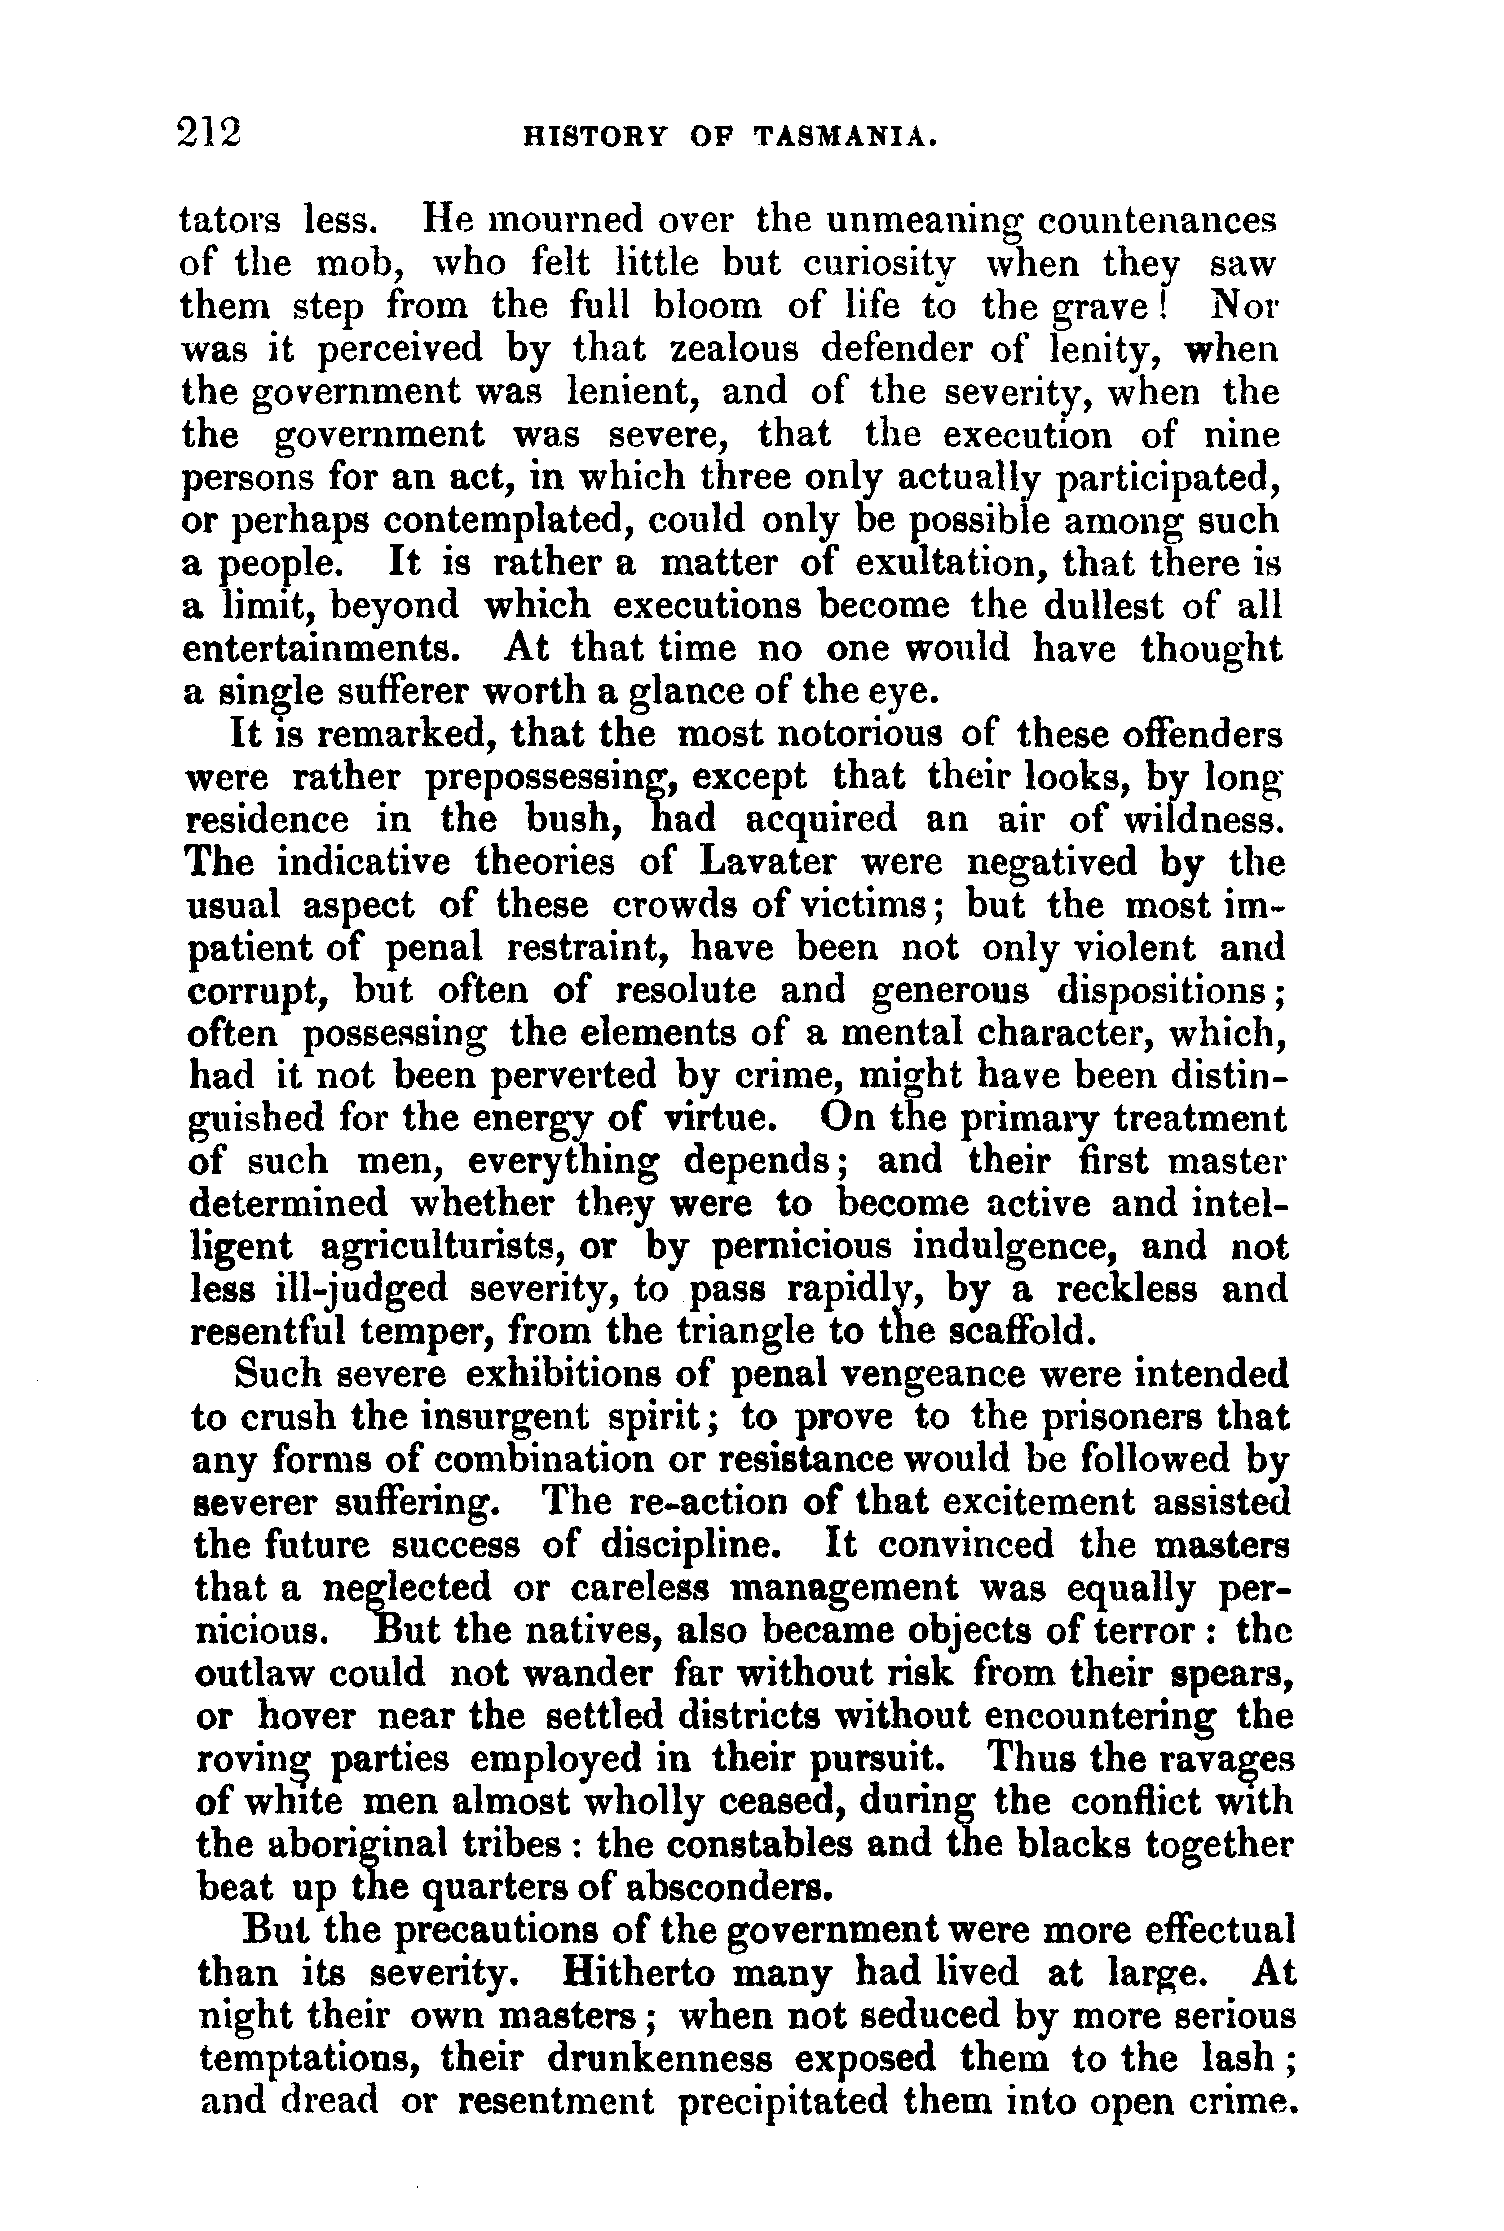 212 HISTORY OF TASMANIA.
tators less. He mourned over the unmeaning countenances
of the mob, who felt little but curiosity when they saw
them step from the full bloom of life to the grave! Nor
was it perceived by that zealous defender of lenity, when
the government was lenient, and of the severity, when the
the government was severe, that the execution of nine
persons for an act, in which three only actually participated,
or perhaps contemplated, could only be possible among such
a people. It is rather a matter of exultation, that there is
a limit, beyond which executions become the dullest of all
entertainments. At that time no one would have thought
a single sufferer worth a glance of the eye.
It is remarked, that the most notorious of these offenders
were rather prepossessing, except that their looks, by long
residence in the bush, had acquired an air of wildness.
The indicative theories of Lavater were negatived by the
usual aspect of these crowds of victims; but the most im-
patient of penal restraint, have been not only violent and
corrupt, but often of resolute and generous dispositions;
often possessing the elements of a mental character, which,
had it not been perverted by crime, might have been distin-
guished for the energy of virtue. On the primary treatment
of such men, everything depends; and their first master
determined whether they were to become active and intel-
ligent agriculturists, or by pernicious indulgence, and not
less ill-judged severity, to pass rapidly, by a reckless and
resentful temper, from the triangle to the scaffold.
Such severe exhibitions of penal vengeance were intended
to crush the insurgent spirit; to prove to the prisoners that
any forms of combination or resistance would be followed by
severer suffering. The re-action of that excitement assisted
the future success of discipline. It convinced the masters
that a neglected or careless management was equally per-
nicious. But the natives, also became objects of terror: the
outlaw could not wander far without risk from their spears,
or hover near the settled districts without encountering the
roving parties employed in their pursuit. Thus the ravages
of white men almost wholly ceased, during the conflict with
the aboriginal tribes: the constables and the blacks together
beat up the quarters of absconders.
But the precautions of the government were more effectual
than its severity. Hitherto many had lived at large. At
night their own masters; when not seduced by more serious
temptations, their drunkenness exposed them to the lash;
and dread or resentment precipitated them into open crime.